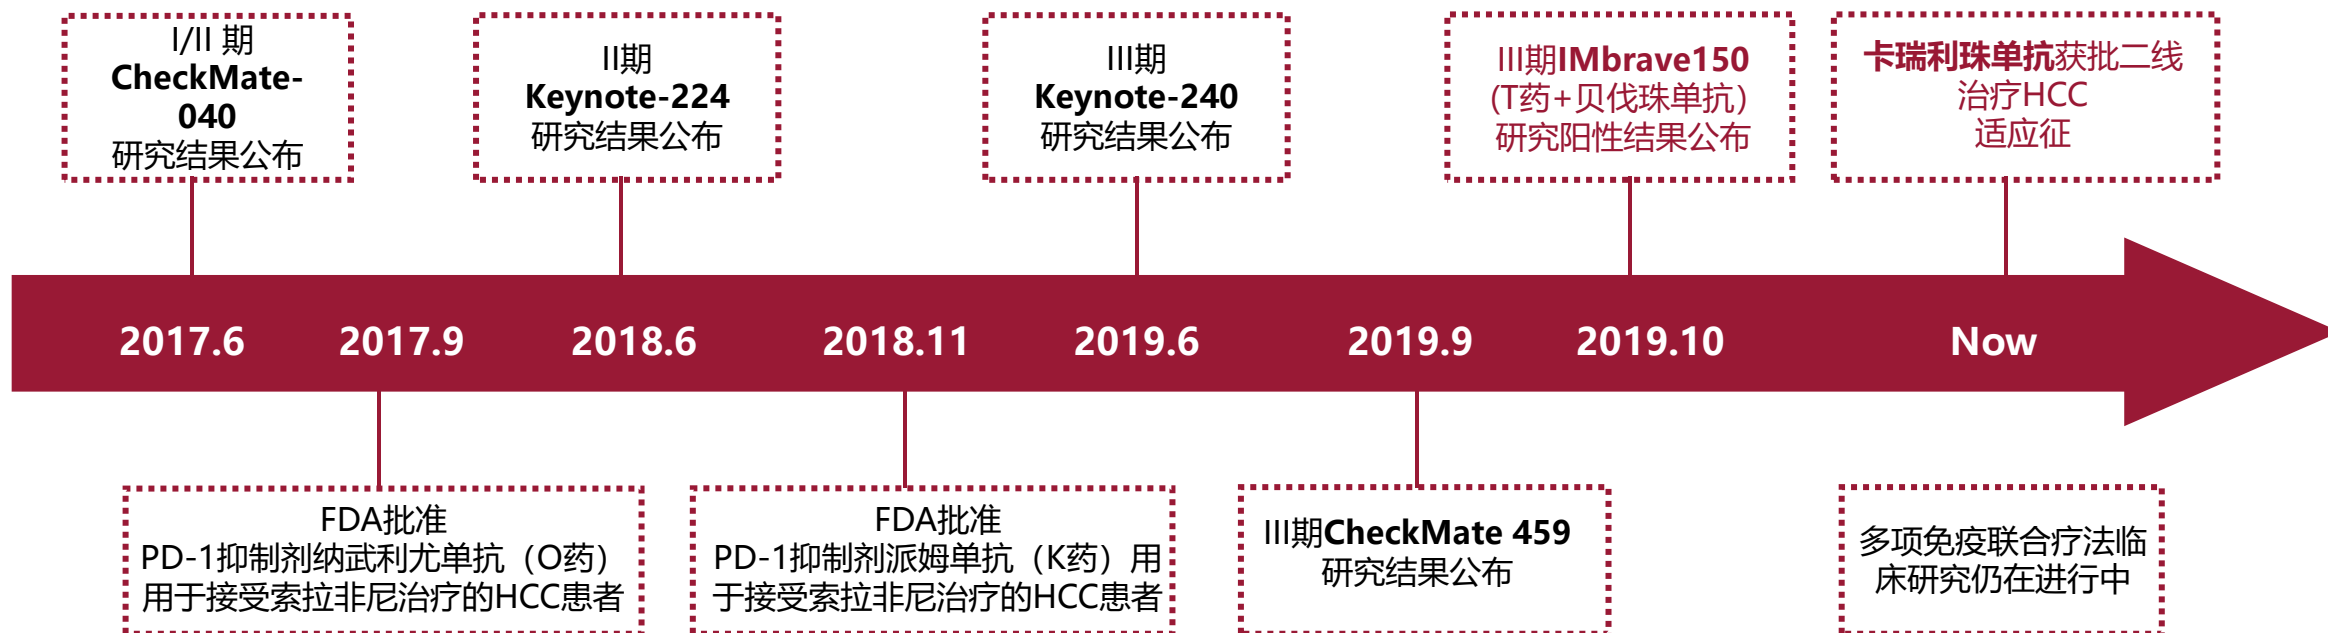 I/II 期
CheckMate-
040
研究结果公布
II期
Keynote-224
研究结果公布
III期
Keynote-240
研究结果公布
III期IMbrave150
(T药+贝伐珠单抗）
研究阳性结果公布
卡瑞利珠单抗获批二线
治疗HCC
适应征
2017.6
2017.9
2018.6
2018.11
2019.6
2019.9
2019.10
Now
FDA批准
PD-1抑制剂纳武利尤单抗（O药）
用于接受索拉非尼治疗的HCC患者
FDA批准
PD-1抑制剂派姆单抗（K药）用
于接受索拉非尼治疗的HCC患者
III期CheckMate 459
研究结果公布
多项免疫联合疗法临
床研究仍在进行中